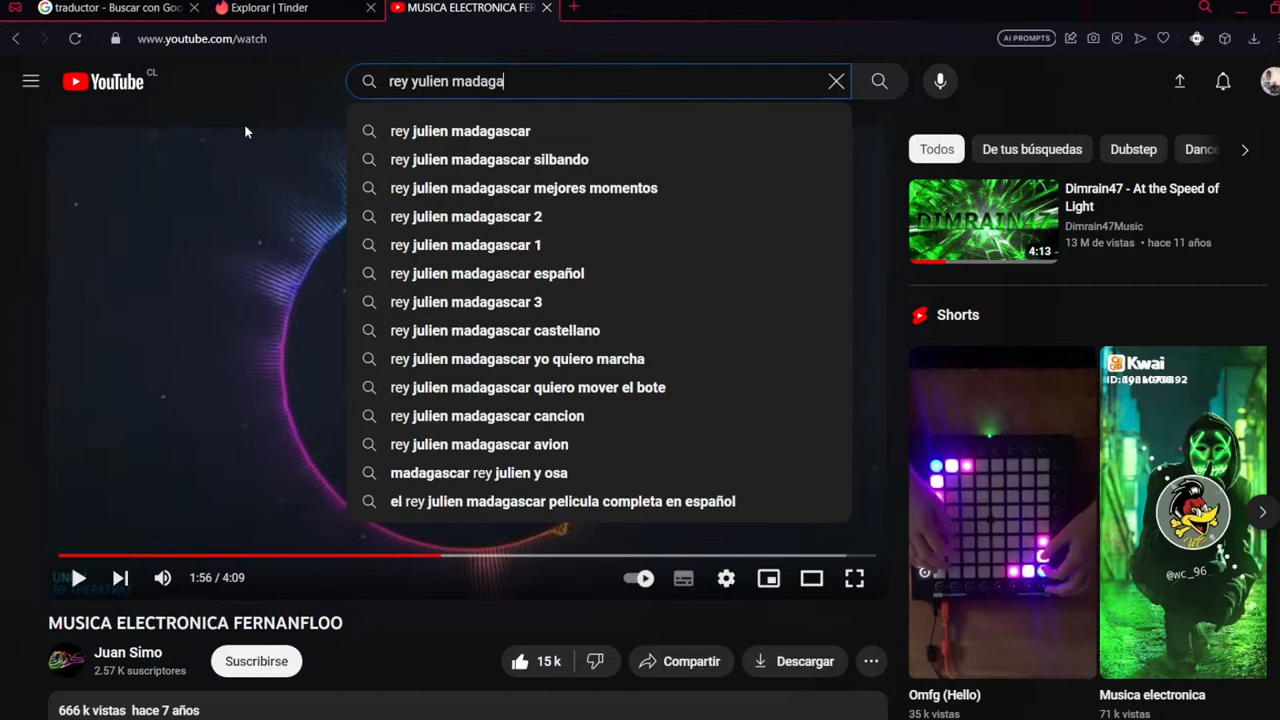 traductor - Buscar con Goo
Explorar | Tinder
MUSICA ELECTRONICA FER
www.youtube.com/watch
AI PROMPTS
YouTube CL
rey yulien madaga
rey julien madagascar
rey julien madagascar silbando
rey julien madagascar mejores momentos
rey julien madagascar 2
rey julien madagascar 1
rey julien madagascar español
rey julien madagascar 3
rey julien madagascar castellano
rey julien madagascar yo quiero marcha
rey julien madagascar quiero mover el bote
rey julien madagascar cancion
rey julien madagascar avion
madagascar rey julien y osa
el rey julien madagascar pelicula completa en español
1:56 / 4:09
MUSICA ELECTRONICA FERNANFLOO
Juan Simo
2.57 K suscriptores
Suscribirse
15 k
Compartir
Descargar
666 k vistas hace 7 años
Todos
De tus búsquedas
Dubstep
Dance
DIMRAIN47
4:13
Dimrain47 - At the Speed of
Light
Dimrain47Music
13 M de vistas • hace 11 años
Shorts
Kwai
@wc_96
Omfg (Hello)
35 k vistas
Musica electronica
71 k vistas